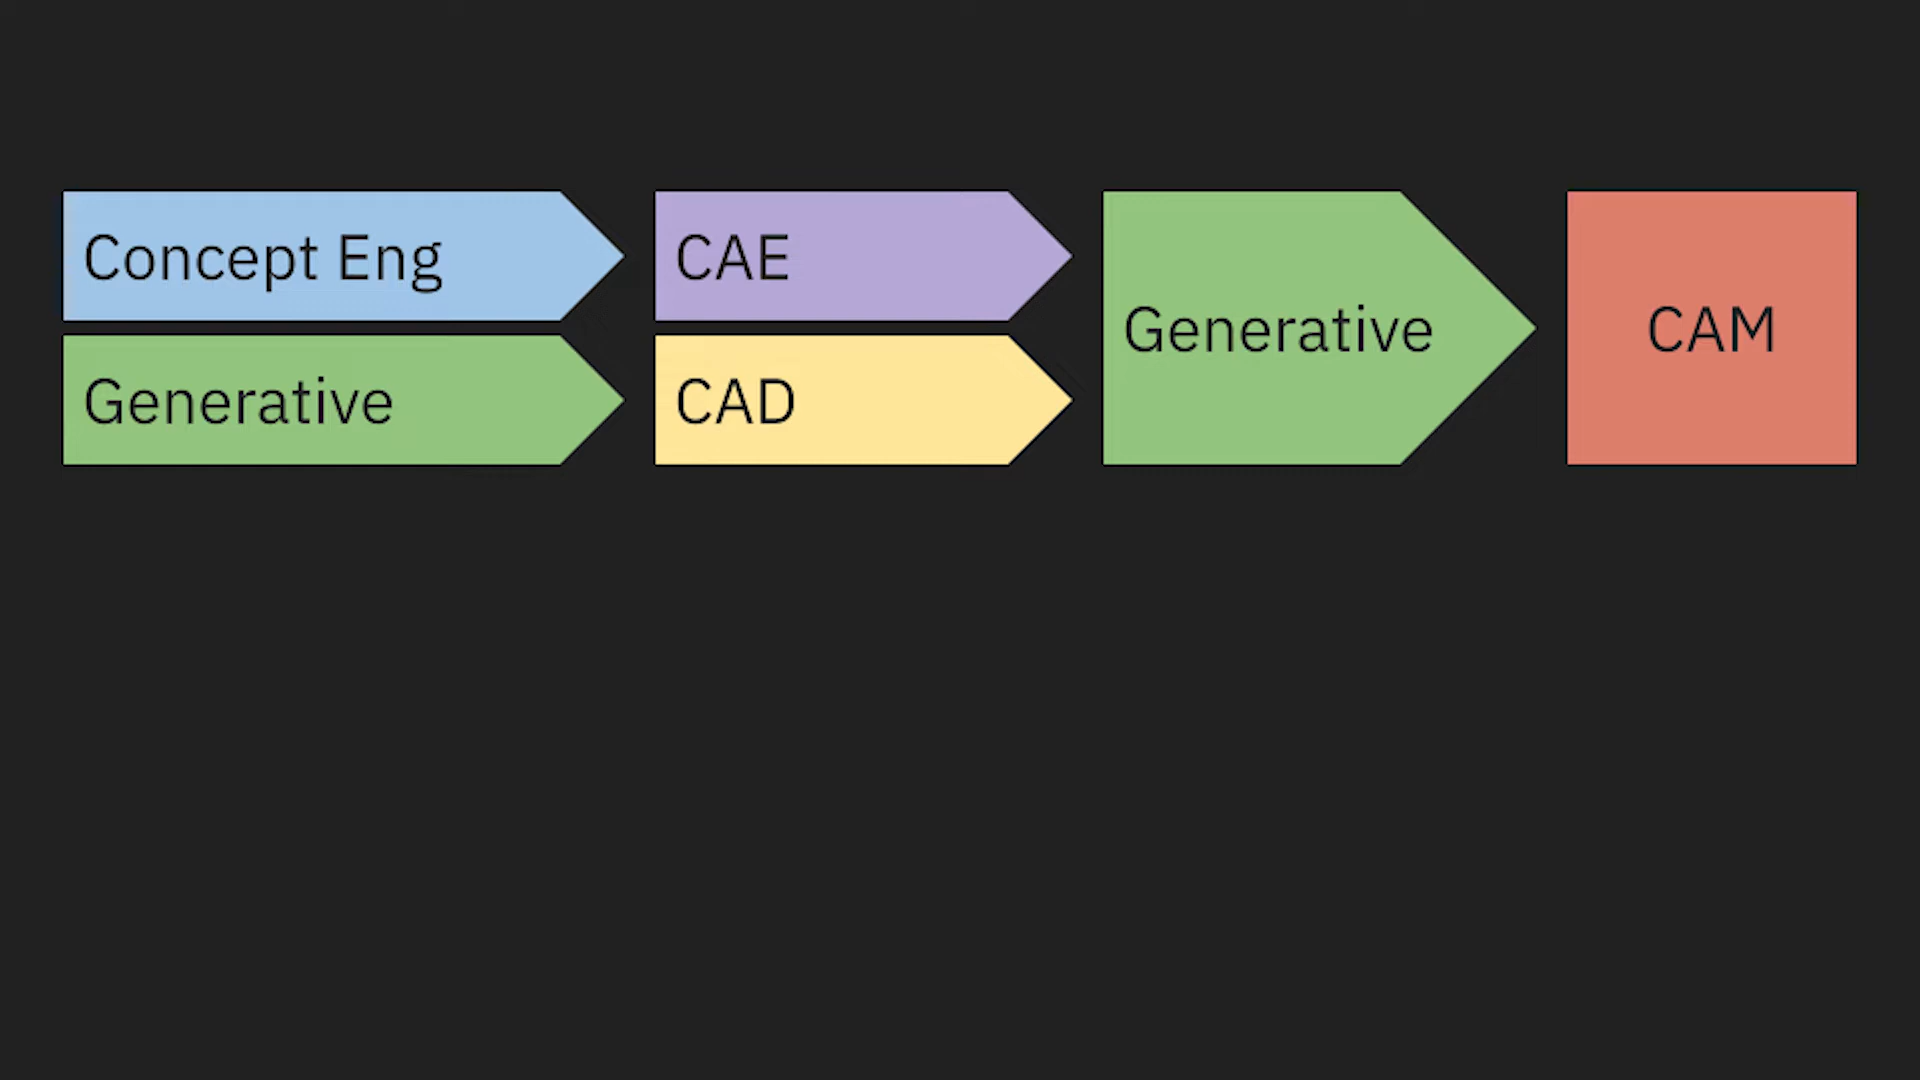 Concept Eng
Generative
CAE
CAD
Generative
CAM